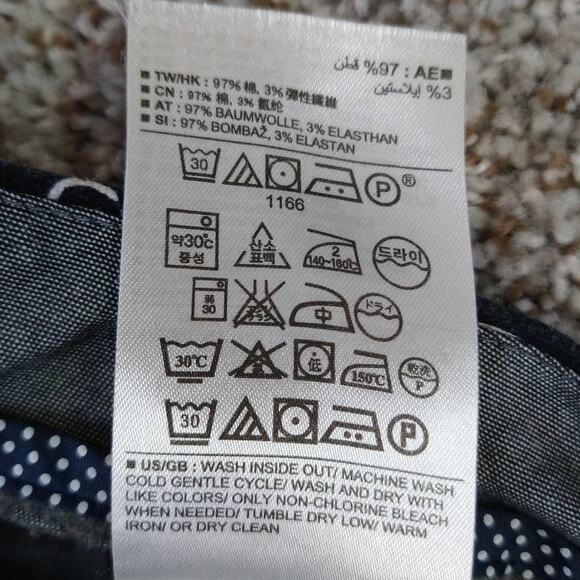 ■ AE : %97 قطن
%3 إيلاستين
■ TW/HK : 97% 棉, 3% 彈性纖維
■ CN : 97% 棉, 3% 氨纶
■ AT : 97% BAUMWOLLE, 3% ELASTHAN
■ SI : 97% BOMBAŽ, 3% ELASTAN
30 P®
1166
약30℃ 중성
산소 표백
2 140~160℃
드라이
30
中
ドライ
30℃
低
150℃
乾洗 P
30 P
■ US/GB : WASH INSIDE OUT/ MACHINE WASH
COLD GENTLE CYCLE/ WASH AND DRY WITH
LIKE COLORS/ ONLY NON-CHLORINE BLEACH
WHEN NEEDED/ TUMBLE DRY LOW/ WARM
IRON/ OR DRY CLEAN